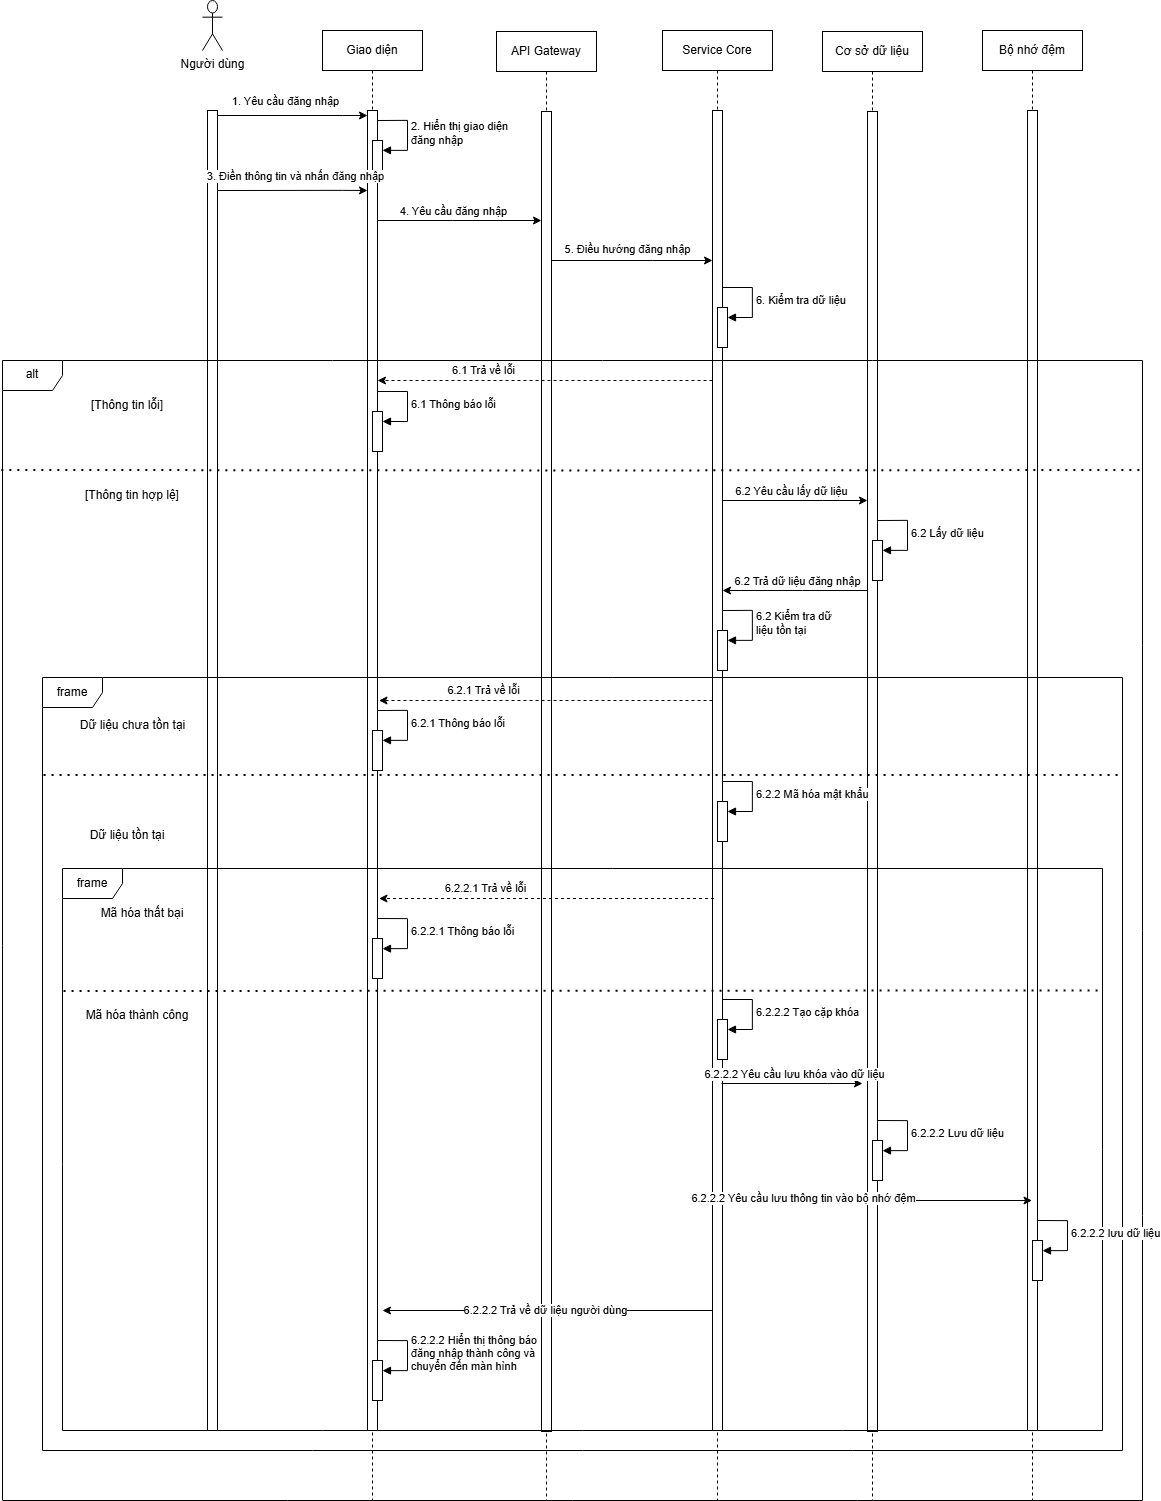 Người dùng
Giao diện
API Gateway
Service Core
Cơ sở dữ liệu
Bộ nhớ đệm
1. Yêu cầu đăng nhập
2. Hiển thị giao diện
đăng nhập
3. Điền thông tin và nhấn đăng nhập
4. Yêu cầu đăng nhập
5. Điều hướng đăng nhập
6. Kiểm tra dữ liệu
alt
6.1 Trả về lỗi
[Thông tin lỗi]
6.1 Thông báo lỗi
[Thông tin hợp lệ]
6.2 Yêu cầu lấy dữ liệu
6.2 Lấy dữ liệu
6.2 Trả dữ liệu đăng nhập
6.2 Kiểm tra dữ
liệu tồn tại
frame
6.2.1 Trả về lỗi
Dữ liệu chưa tồn tại
6.2.1 Thông báo lỗi
6.2.2 Mã hóa mật khẩu
Dữ liệu tồn tại
frame
6.2.2.1 Trả về lỗi
Mã hóa thất bại
6.2.2.1 Thông báo lỗi
Mã hóa thành công
6.2.2.2 Tạo cặp khóa
6.2.2.2 Yêu cầu lưu khóa vào dữ liệu
6.2.2.2 Lưu dữ liệu
6.2.2.2 Yêu cầu lưu thông tin vào bộ nhớ đệm
6.2.2.2 lưu dữ liệu
6.2.2.2 Trả về dữ liệu người dùng
6.2.2.2 Hiển thị thông báo
đăng nhập thành công và
chuyển đến màn hình